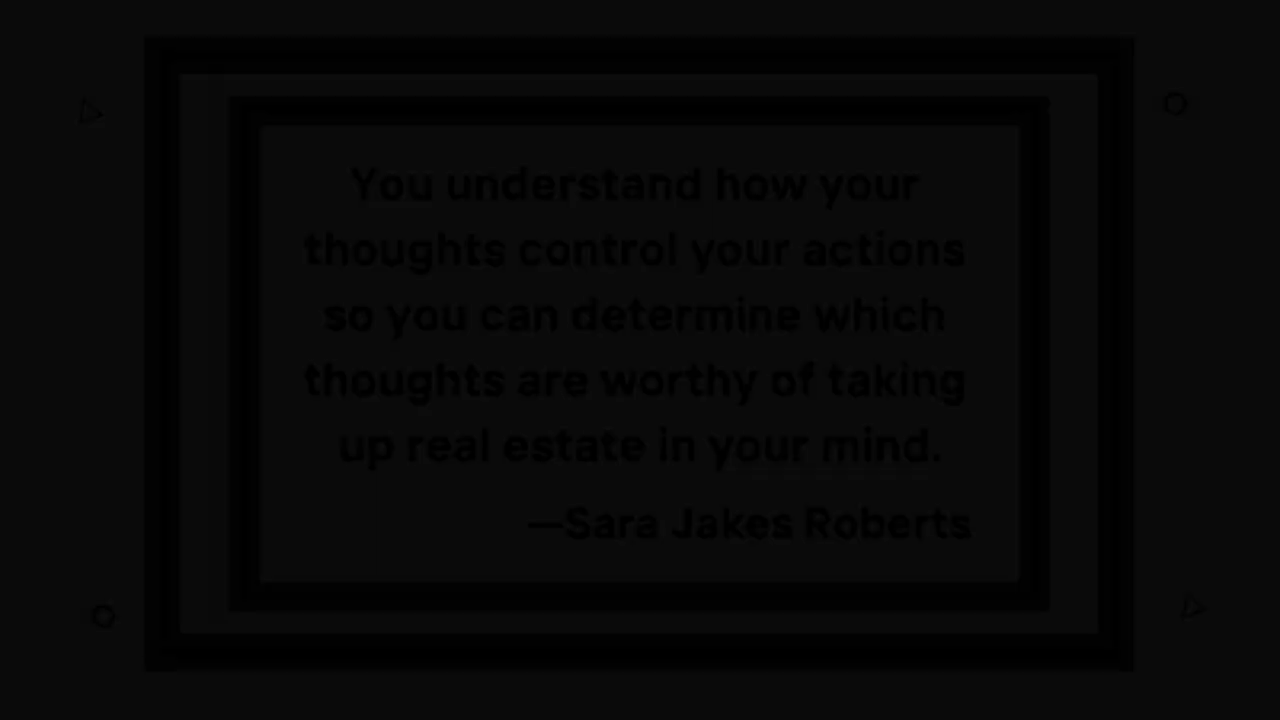 You understand how your
thoughts control your actions
so you can determine which
thoughts are worthy of taking
up real estate in your mind.
—Sara Jakes Roberts